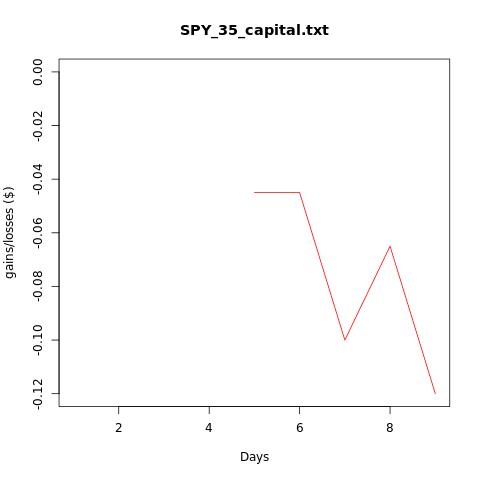 SPY_35_capital.txt
gains/losses ($)
0.00
-0.02
-0.04
-0.06
-0.08
-0.10
-0.12
2 4 6 8
Days